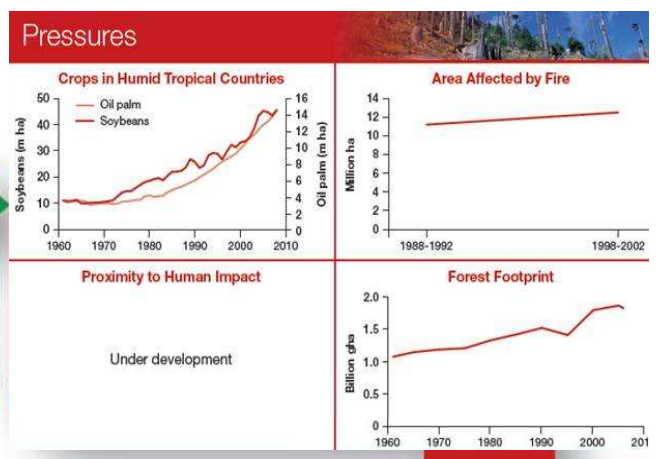 Pressures
Crops in Humid Tropical Countries
50
40
30
20
10
0
Soybeans (m ha)
Oil palm
Soybeans
16
14
12
10
8
6
4
2
0
Oil palm (m ha)
1960 1970 1980 1990 2000 2010
Area Affected by Fire
14
12
10
8
6
4
2
0
Million ha
1988-1992 1998-2002
Proximity to Human Impact
Under development
Forest Footprint
2.0
1.5
1.0
0.5
0
Billion gha
1960 1970 1980 1990 2000 201